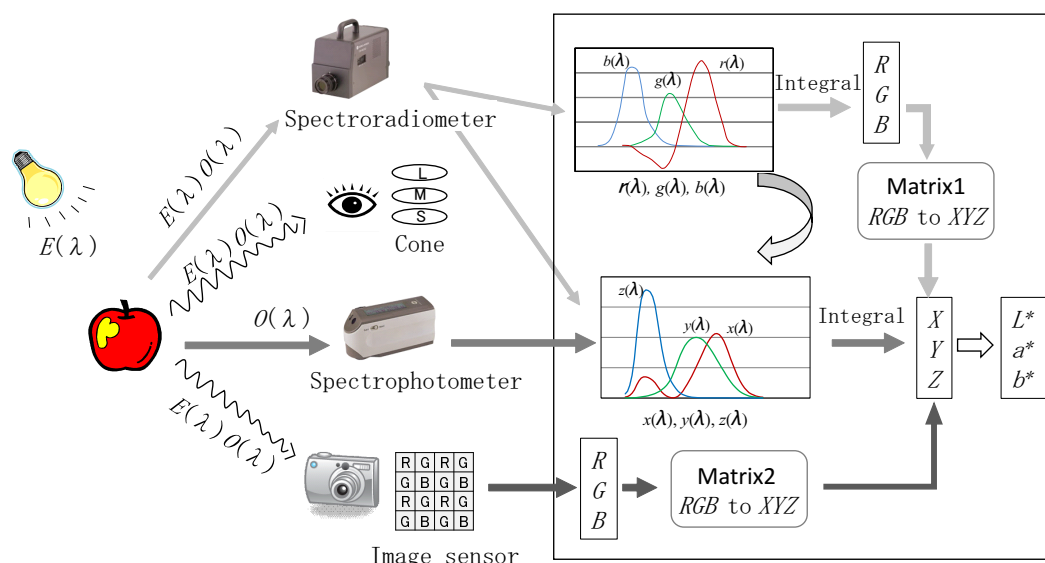 b(λ)
r(λ)
g(λ)
Integral
R
G
B
Spectroradiometer
r(λ), g(λ), b(λ)
E(λ)O(λ)
L
M
S
Cone
Matrix1
RGB to XYZ
E(λ)
E(λ)O(λ)
O(λ)
Spectrophotometer
z(λ)
y(λ)
x(λ)
Integral
X
Y
Z
L*
a*
b*
x(λ), y(λ), z(λ)
E(λ)O(λ)
R G R G
G B G B
R G R G
G B G B
Image sensor
R
G
B
Matrix2
RGB to XYZ